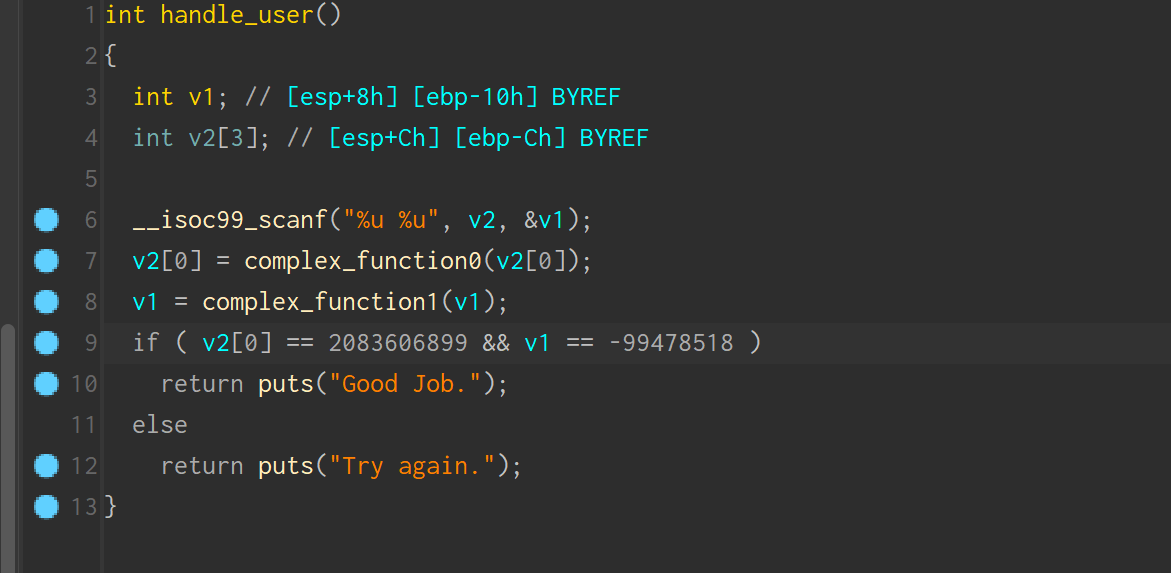 1 int handle_user()
2 {
3   int v1; // [esp+8h] [ebp-10h] BYREF
4   int v2[3]; // [esp+Ch] [ebp-Ch] BYREF
5
6   __isoc99_scanf("%u %u", v2, &v1);
7   v2[0] = complex_function0(v2[0]);
8   v1 = complex_function1(v1);
9   if ( v2[0] == 2083606899 && v1 == -99478518 )
10     return puts("Good Job.");
11   else
12     return puts("Try again.");
13 }